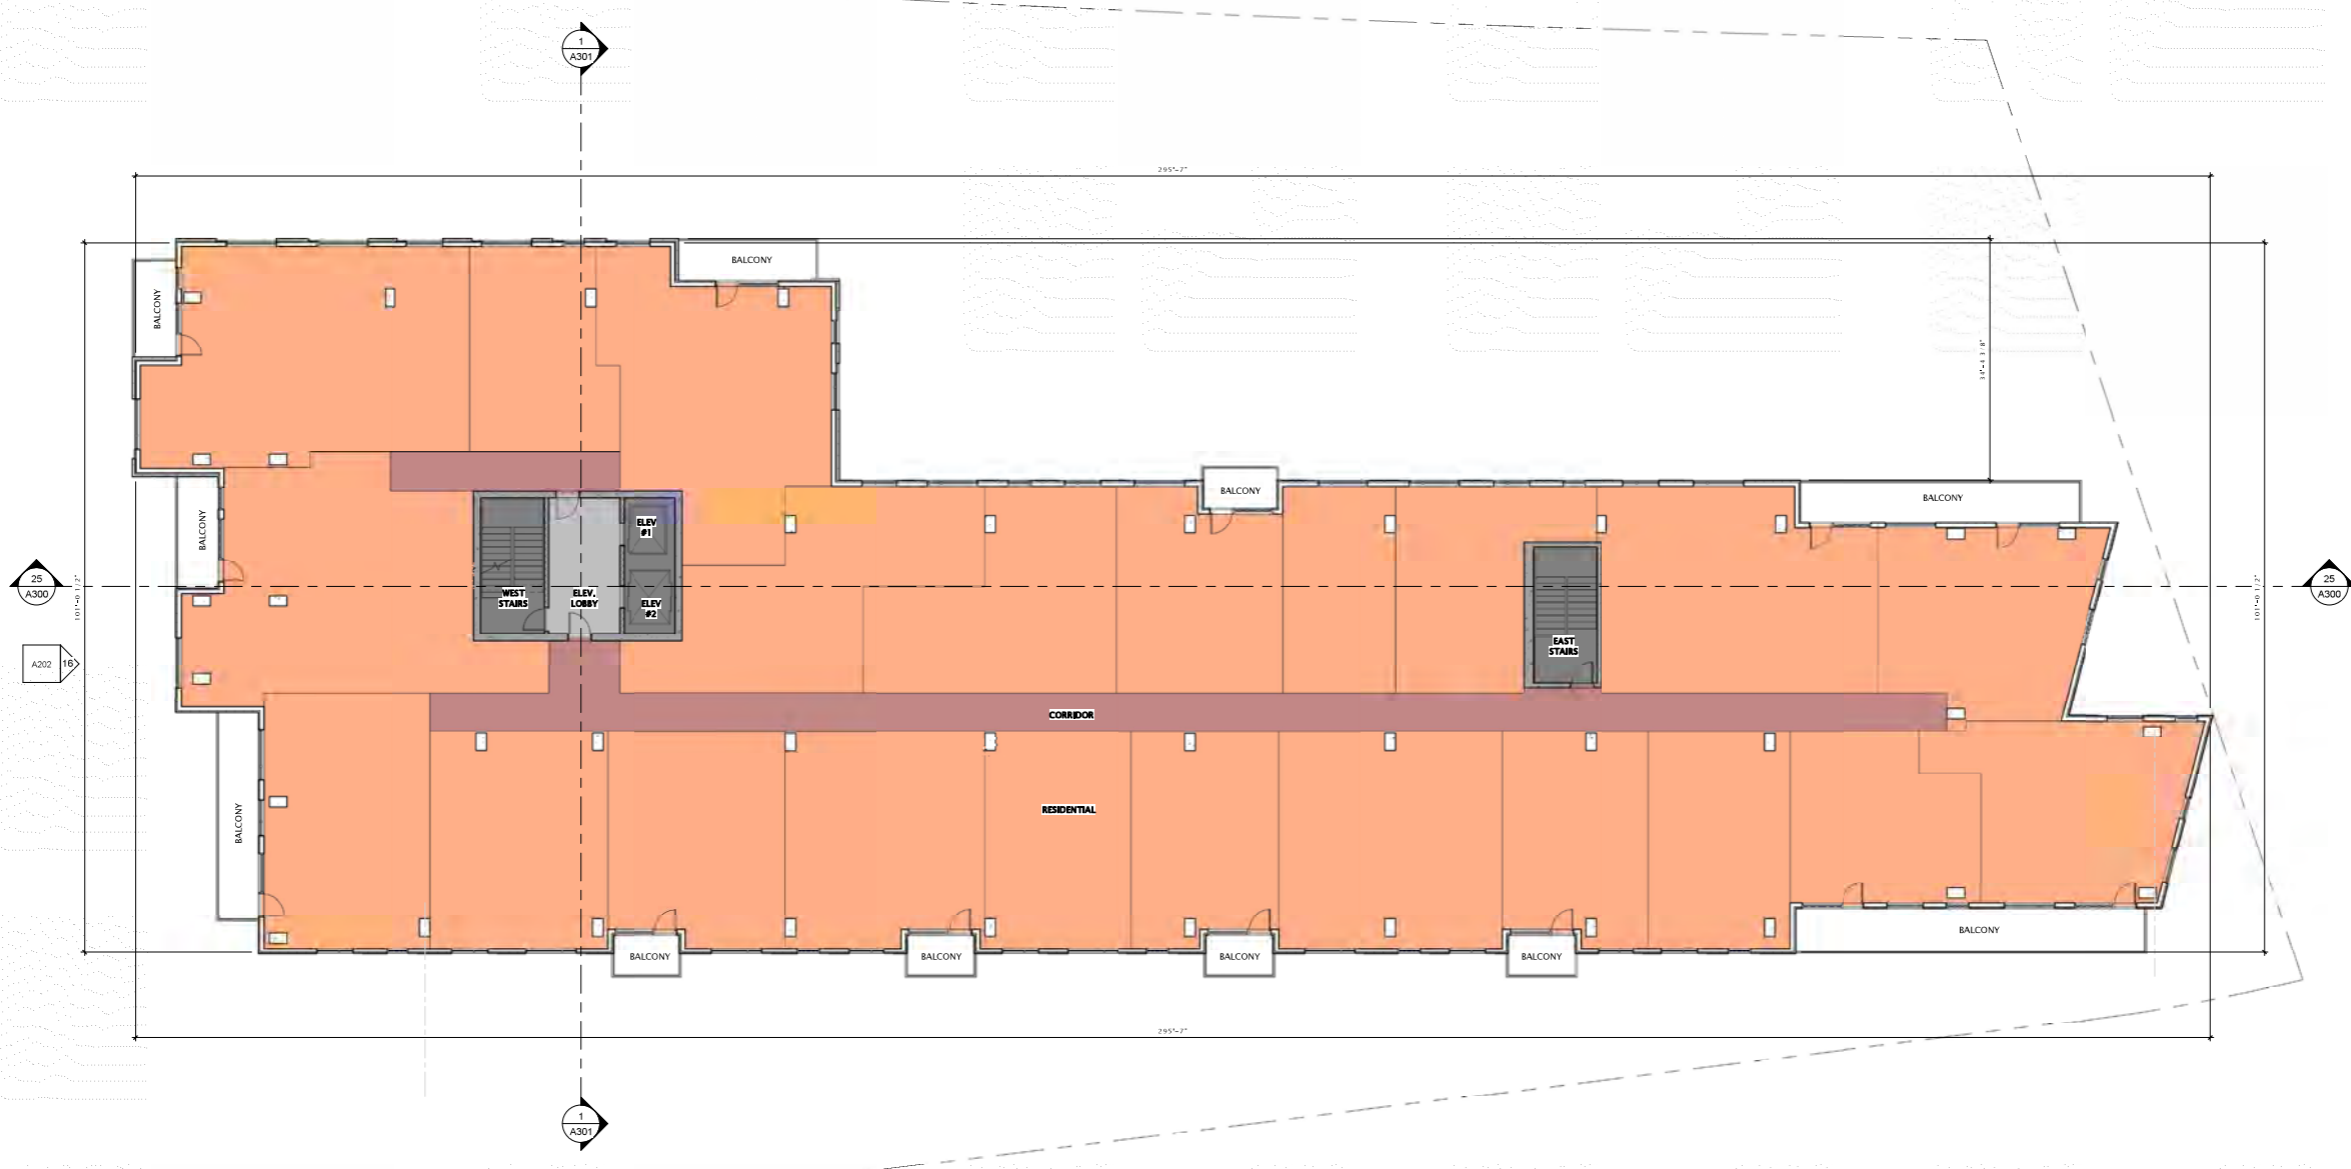 1
A301
295'-7"
BALCONY
BALCONY
34'-4 3/8"
BALCONY
BALCONY
BALCONY
ELEV
#1
25
A300
101'-0 1/2"
WEST
STAIRS
ELEV.
LOBBY
ELEV
#2
25
A300
101'-0 1/2"
EAST
STAIRS
A202
16
CORRIDOR
RESIDENTIAL
BALCONY
BALCONY
BALCONY
BALCONY
BALCONY
BALCONY
295'-7"
1
A301